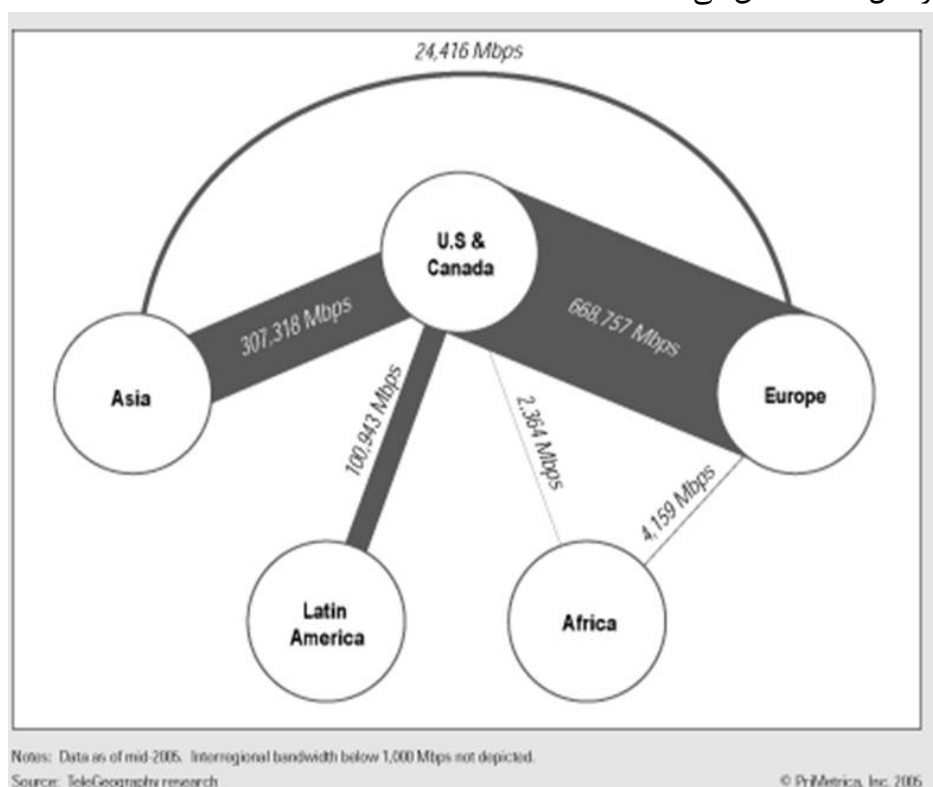 24,416 Mbps
U.S &
Canada
307,318 Mbps
668,757 Mbps
Asia
Europe
100,943 Mbps
2,364 Mbps
4,159 Mbps
Latin
America
Africa
Notes: Data as of mid-2005. Interregional bandwidth below 1,000 Mbps not depicted.
Source: TeleGeography research
© PriMetrica, Inc. 2005